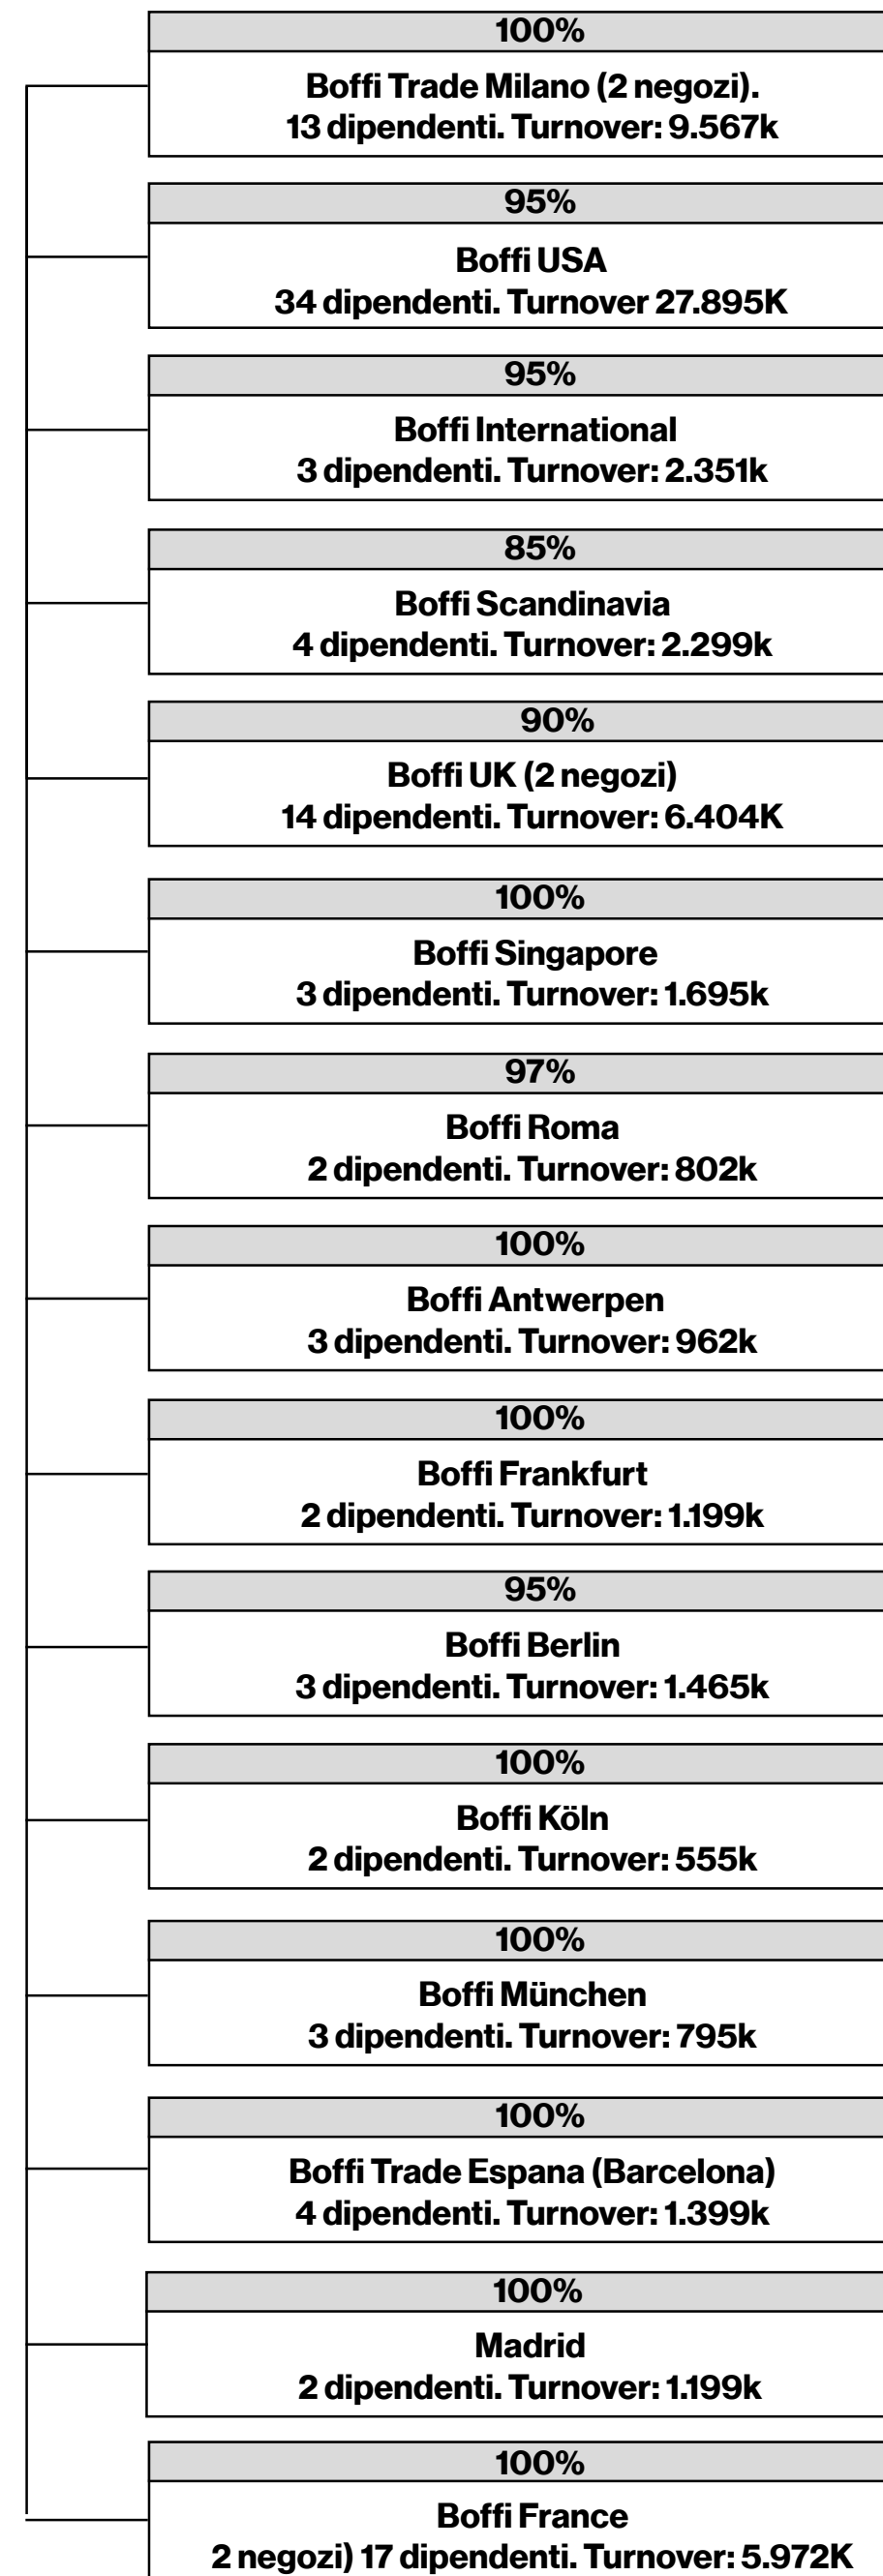 100%
Boffi Trade Milano (2 negozi).
13 dipendenti. Turnover: 9.567k
95%
Boffi USA
34 dipendenti. Turnover 27.895K
95%
Boffi International
3 dipendenti. Turnover: 2.351k
85%
Boffi Scandinavia
4 dipendenti. Turnover: 2.299k
90%
Boffi UK (2 negozi)
14 dipendenti. Turnover: 6.404K
100%
Boffi Singapore
3 dipendenti. Turnover: 1.695k
97%
Boffi Roma
2 dipendenti. Turnover: 802k
100%
Boffi Antwerpen
3 dipendenti. Turnover: 962k
100%
Boffi Frankfurt
2 dipendenti. Turnover: 1.199k
95%
Boffi Berlin
3 dipendenti. Turnover: 1.465k
100%
Boffi Köln
2 dipendenti. Turnover: 555k
100%
Boffi München
3 dipendenti. Turnover: 795k
100%
Boffi Trade Espana (Barcelona)
4 dipendenti. Turnover: 1.399k
100%
Madrid
2 dipendenti. Turnover: 1.199k
100%
Boffi France
2 negozi) 17 dipendenti. Turnover: 5.972K